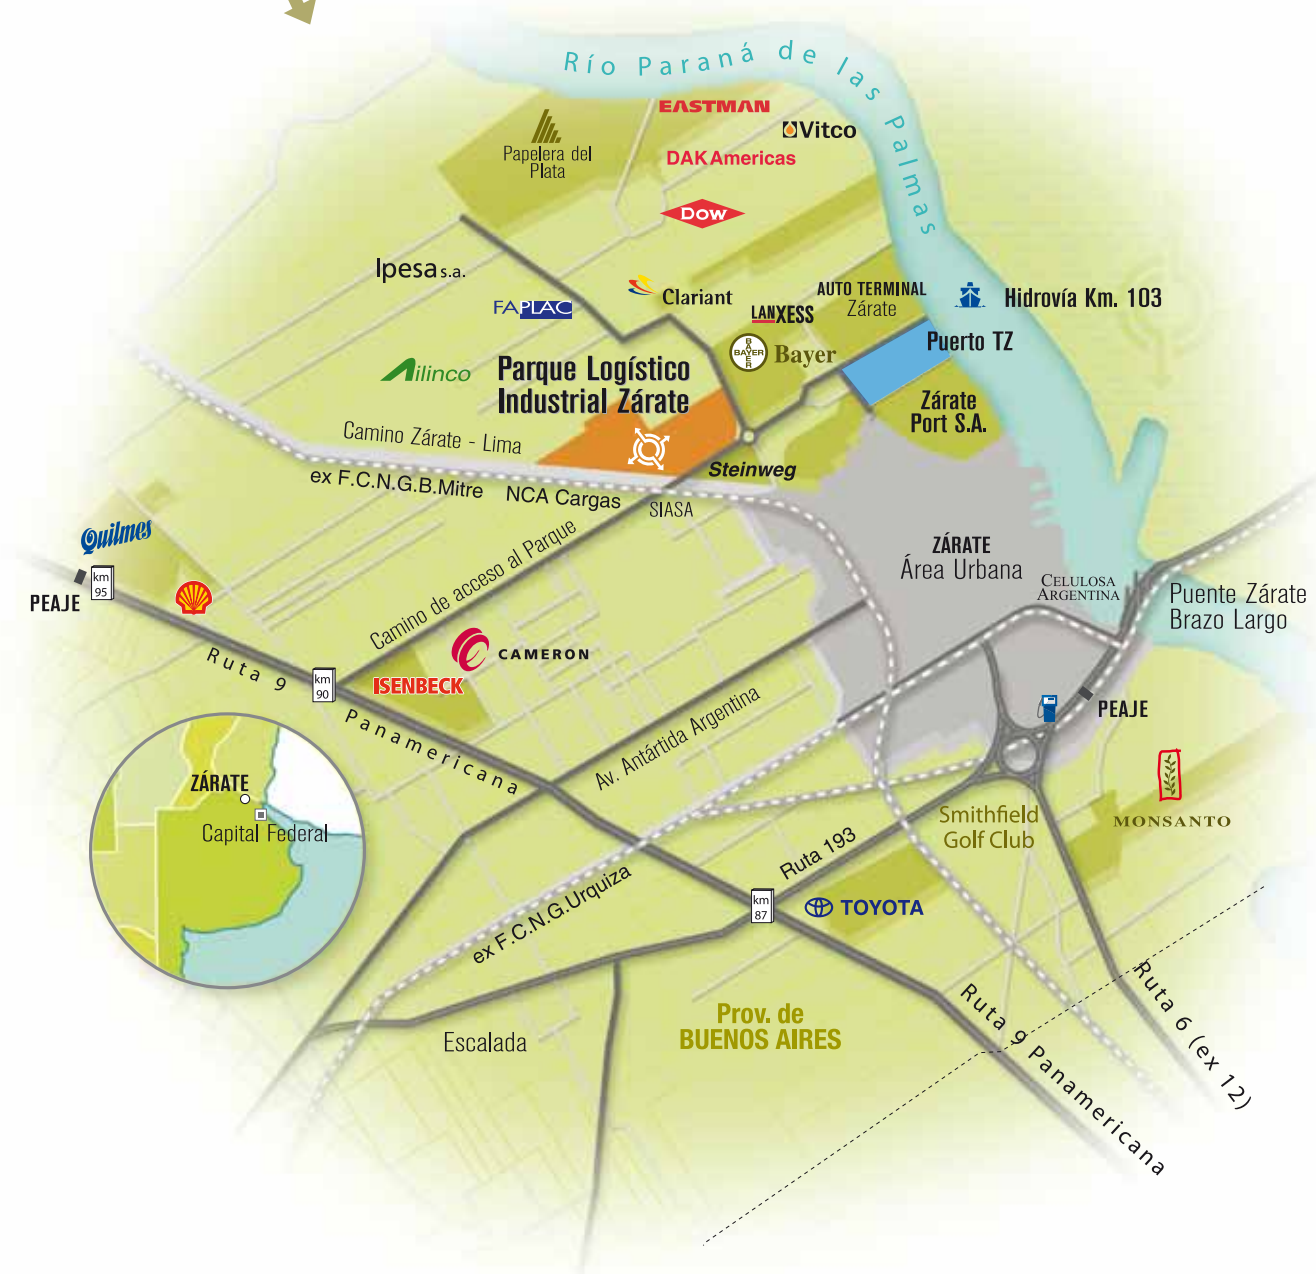 Río Paraná de las Palmas
EASTMAN
Vitco
Papelera del
Plata
DAK Americas
Dow
Ipesa s.a.
Clariant
FAPLAC
AUTO TERMINAL
Zárate
Hidrovía Km. 103
LANXESS
BAYER
BAYER
Bayer
Puerto TZ
Ailinco
Parque Logístico
Industrial Zárate
Zárate
Port S.A.
Camino Zárate - Lima
Steinweg
ex F.C.N.G.B.Mitre
NCA Cargas
SIASA
Quilmes
Camino de acceso al Parque
ZÁRATE
Área Urbana
CELULOSA
ARGENTINA
km
95
PEAJE
Puente Zárate
Brazo Largo
CAMERON
ISENBECK
Ruta 9
km
90
Panamericana
Av. Antártida Argentina
PEAJE
ZÁRATE
Capital Federal
Smithfield
Golf Club
MONSANTO
Ruta 193
ex F.C.N.G.Urquiza
km
87
TOYOTA
Prov. de
BUENOS AIRES
Escalada
Ruta 9 Panamericana
Ruta 6 (ex 12)